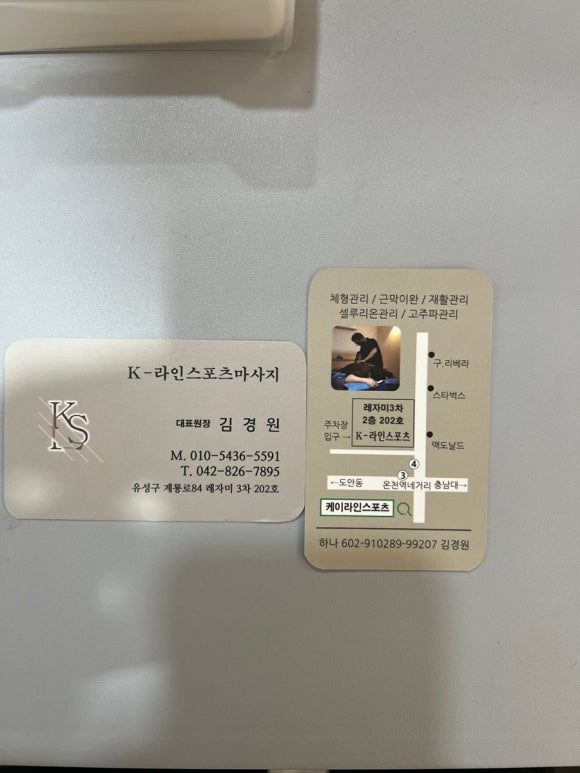 KS
K-라인스포츠마사지
대표원장 김경원
M. 010-5436-5591
T. 042-826-7895
유성구 계룡로84 레자미 3차 202호
체형관리 / 근막이완 / 재활관리
셀루리온관리 / 고주파관리
구.리베라
스타벅스
레자미3차
2층 202호
K-라인스포츠
주차장
입구→
맥도날드
④
③
←도안동 온천역네거리 충남대→
케이라인스포츠
하나 602-910289-99207 김경원